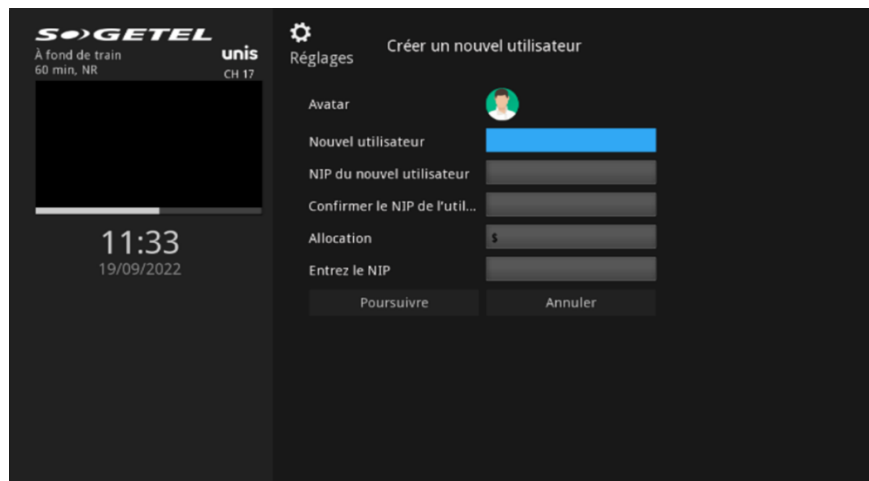 SOGETEL
À fond de train
60 min, NR
unis
CH 17
11:33
19/09/2022
Réglages
Créer un nouvel utilisateur
Avatar
Nouvel utilisateur
NIP du nouvel utilisateur
Confirmer le NIP de l'util...
Allocation
$
Entrez le NIP
Poursuivre
Annuler